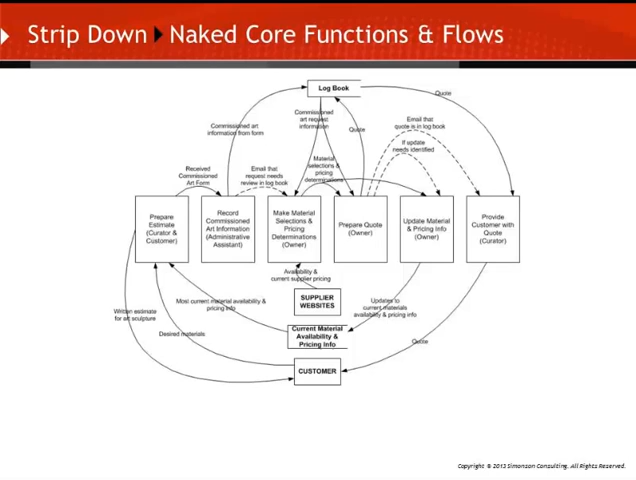 Strip Down Naked Core Functions & Flows
Log Book
Quote
Commissioned art
information from form
Commissioned
art request
information
Quote
Email that
quote is in log book
If update
needs identified
Received
Commissioned
Art Form
Email that
request needs
review in log book
Material
selections &
pricing
determinations
Prepare
Estimate
(Curator &
Customer)
Record
Commissioned
Art Information
(Administrative
Assistant)
Make Material
Selections &
Pricing
Determinations
(Owner)
Prepare Quote
(Owner)
Update Material
& Pricing Info
(Owner)
Provide
Customer with
Quote
(Curator)
Availability &
current supplier pricing
SUPPLIER
WEBSITES
Most current material availability &
pricing info
Updates to
current materials
availability & pricing info
Written estimate
for art sculpture
Current Material
Availability &
Pricing Info
Desired materials
Quote
CUSTOMER
Copyright © 2013 Simonson Consulting. All Rights Reserved.